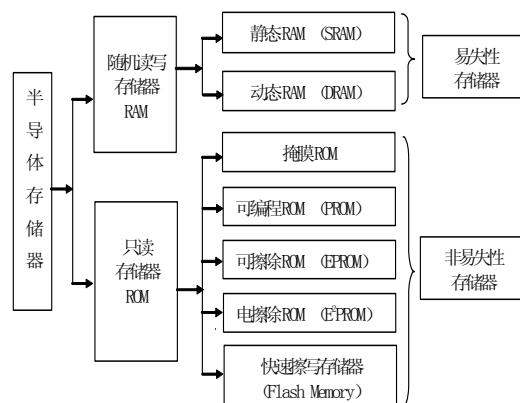 半导体存储器
随机读写
存储器
RAM
静态RAM (SRAM)
动态RAM (DRAM)
易失性
存储器
只读
存储器
ROM
掩膜ROM
可编程ROM (PROM)
可擦除ROM (EPROM)
电擦除ROM (E²PROM)
快速擦写存储器
(Flash Memory)
非易失性
存储器